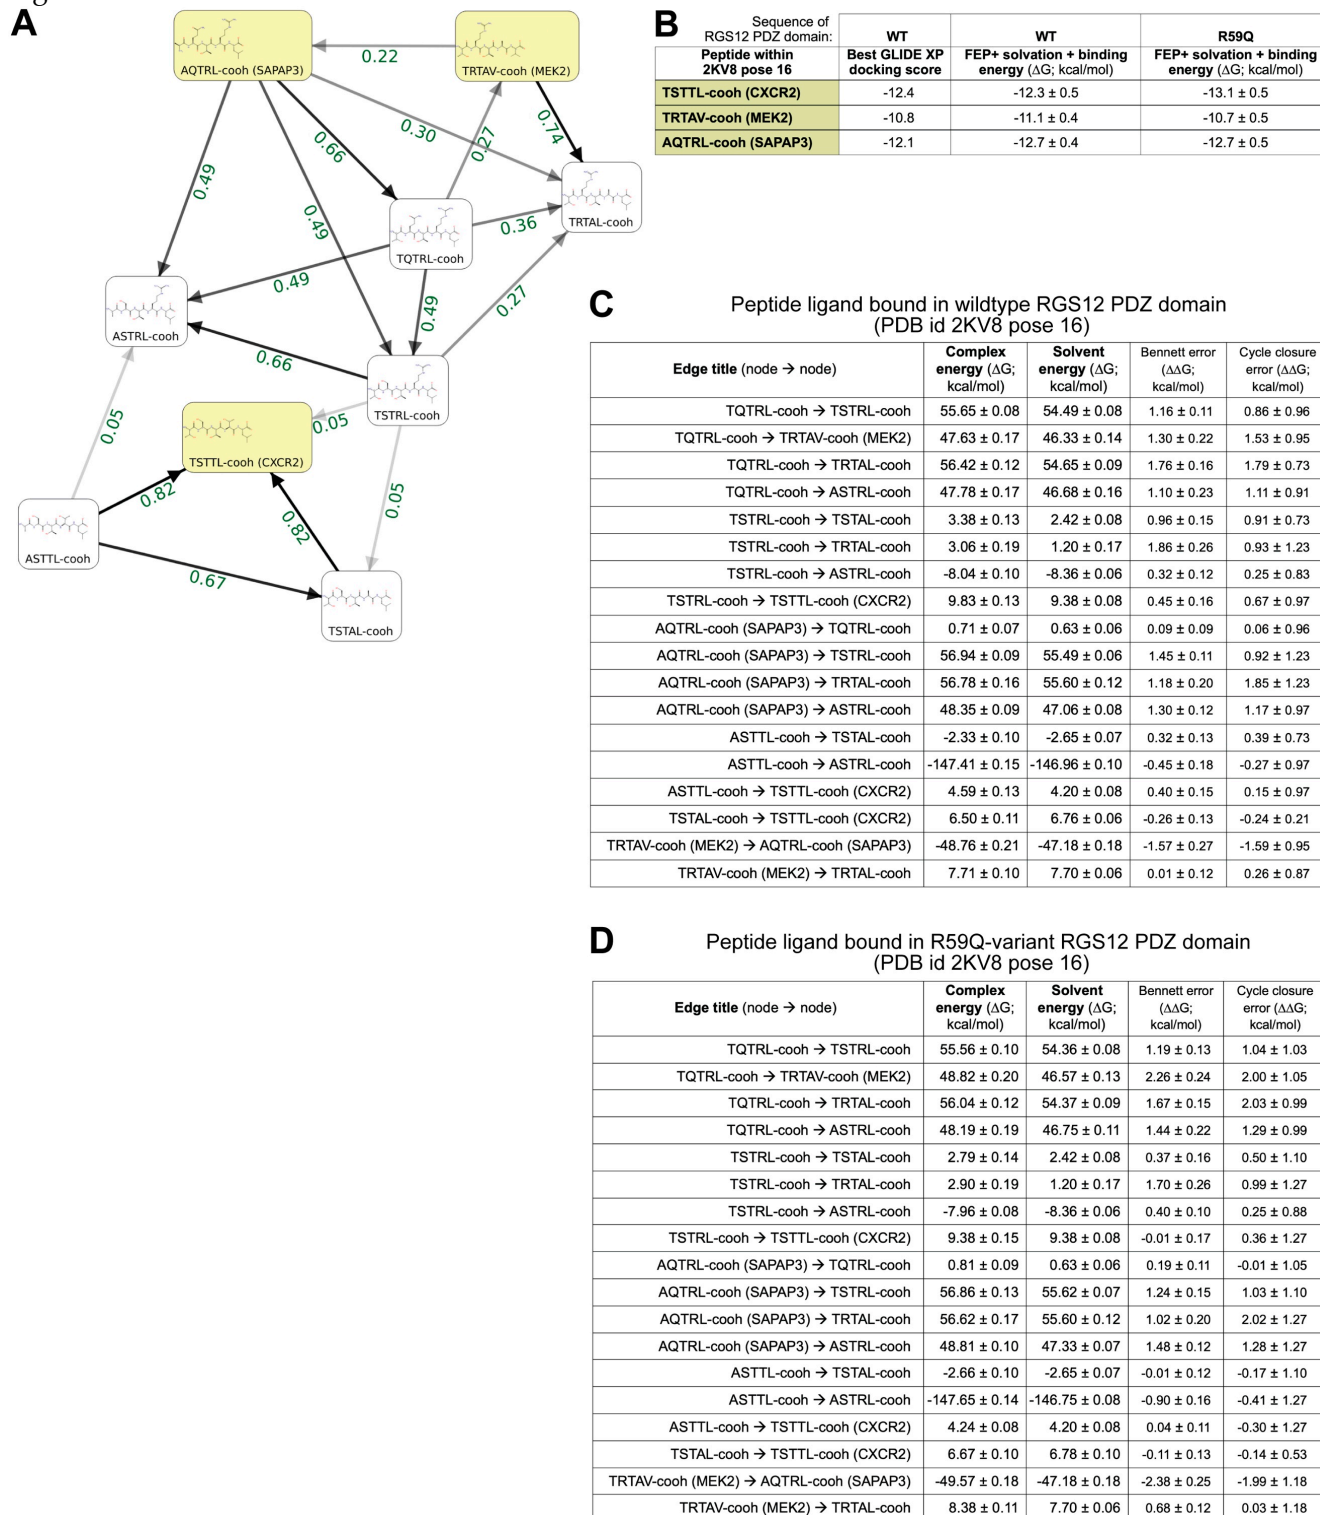 A
AQTRL-cooh (SAPAP3)
TRTAV-cooh (MEK2)
0.22
0.30
0.66
0.27
0.74
0.49
0.49
TRTAL-cooh
0.36
TQTRL-cooh
0.49
0.49
0.27
ASTRL-cooh
0.66
TSTRL-cooh
0.05
0.05
TSTTL-cooh (CXCR2)
0.82
0.82
0.05
ASTTL-cooh
0.67
TSTAL-cooh
B
Sequence of RGS12 PDZ domain: WT WT R59Q
Peptide within 2KV8 pose 16 Best GLIDE XP docking score FEP+ solvation + binding energy (ΔG; kcal/mol) FEP+ solvation + binding energy (ΔG; kcal/mol)
TSTTL-cooh (CXCR2) -12.4 -12.3 ± 0.5 -13.1 ± 0.5
TRTAV-cooh (MEK2) -10.8 -11.1 ± 0.4 -10.7 ± 0.5
AQTRL-cooh (SAPAP3) -12.1 -12.7 ± 0.4 -12.7 ± 0.5
C
Peptide ligand bound in wildtype RGS12 PDZ domain
(PDB id 2KV8 pose 16)
Edge title (node → node) Complex energy (ΔG; kcal/mol) Solvent energy (ΔG; kcal/mol) Bennett error (ΔΔG; kcal/mol) Cycle closure error (ΔΔG; kcal/mol)
TQTRL-cooh → TSTRL-cooh 55.65 ± 0.08 54.49 ± 0.08 1.16 ± 0.11 0.86 ± 0.96
TQTRL-cooh → TRTAV-cooh (MEK2) 47.63 ± 0.17 46.33 ± 0.14 1.30 ± 0.22 1.53 ± 0.95
TQTRL-cooh → TRTAL-cooh 56.42 ± 0.12 54.65 ± 0.09 1.76 ± 0.16 1.79 ± 0.73
TQTRL-cooh → ASTRL-cooh 47.78 ± 0.17 46.68 ± 0.16 1.10 ± 0.23 1.11 ± 0.91
TSTRL-cooh → TSTAL-cooh 3.38 ± 0.13 2.42 ± 0.08 0.96 ± 0.15 0.91 ± 0.73
TSTRL-cooh → TRTAL-cooh 3.06 ± 0.19 1.20 ± 0.17 1.86 ± 0.26 0.93 ± 1.23
TSTRL-cooh → ASTRL-cooh -8.04 ± 0.10 -8.36 ± 0.06 0.32 ± 0.12 0.25 ± 0.83
TSTRL-cooh → TSTTL-cooh (CXCR2) 9.83 ± 0.13 9.38 ± 0.08 0.45 ± 0.16 0.67 ± 0.97
AQTRL-cooh (SAPAP3) → TQTRL-cooh 0.71 ± 0.07 0.63 ± 0.06 0.09 ± 0.09 0.06 ± 0.96
AQTRL-cooh (SAPAP3) → TSTRL-cooh 56.94 ± 0.09 55.49 ± 0.06 1.45 ± 0.11 0.92 ± 1.23
AQTRL-cooh (SAPAP3) → TRTAL-cooh 56.78 ± 0.16 55.60 ± 0.12 1.18 ± 0.20 1.85 ± 1.23
AQTRL-cooh (SAPAP3) → ASTRL-cooh 48.35 ± 0.09 47.06 ± 0.08 1.30 ± 0.12 1.17 ± 0.97
ASTTL-cooh → TSTAL-cooh -2.33 ± 0.10 -2.65 ± 0.07 0.32 ± 0.13 0.39 ± 0.73
ASTTL-cooh → ASTRL-cooh -147.41 ± 0.15 -146.96 ± 0.10 -0.45 ± 0.18 -0.27 ± 0.97
ASTTL-cooh → TSTTL-cooh (CXCR2) 4.59 ± 0.13 4.20 ± 0.08 0.40 ± 0.15 0.15 ± 0.97
TSTAL-cooh → TSTTL-cooh (CXCR2) 6.50 ± 0.11 6.76 ± 0.06 -0.26 ± 0.13 -0.24 ± 0.21
TRTAV-cooh (MEK2) → AQTRL-cooh (SAPAP3) -48.76 ± 0.21 -47.18 ± 0.18 -1.57 ± 0.27 -1.59 ± 0.95
TRTAV-cooh (MEK2) → TRTAL-cooh 7.71 ± 0.10 7.70 ± 0.06 0.01 ± 0.12 0.26 ± 0.87
D
Peptide ligand bound in R59Q-variant RGS12 PDZ domain
(PDB id 2KV8 pose 16)
Edge title (node → node) Complex energy (ΔG; kcal/mol) Solvent energy (ΔG; kcal/mol) Bennett error (ΔΔG; kcal/mol) Cycle closure error (ΔΔG; kcal/mol)
TQTRL-cooh → TSTRL-cooh 55.56 ± 0.10 54.36 ± 0.08 1.19 ± 0.13 1.04 ± 1.03
TQTRL-cooh → TRTAV-cooh (MEK2) 48.82 ± 0.20 46.57 ± 0.13 2.26 ± 0.24 2.00 ± 1.05
TQTRL-cooh → TRTAL-cooh 56.04 ± 0.12 54.37 ± 0.09 1.67 ± 0.15 2.03 ± 0.99
TQTRL-cooh → ASTRL-cooh 48.19 ± 0.19 46.75 ± 0.11 1.44 ± 0.22 1.29 ± 0.99
TSTRL-cooh → TSTAL-cooh 2.79 ± 0.14 2.42 ± 0.08 0.37 ± 0.16 0.50 ± 1.10
TSTRL-cooh → TRTAL-cooh 2.90 ± 0.19 1.20 ± 0.17 1.70 ± 0.26 0.99 ± 1.27
TSTRL-cooh → ASTRL-cooh -7.96 ± 0.08 -8.36 ± 0.06 0.40 ± 0.10 0.25 ± 0.88
TSTRL-cooh → TSTTL-cooh (CXCR2) 9.38 ± 0.15 9.38 ± 0.08 -0.01 ± 0.17 0.36 ± 1.27
AQTRL-cooh (SAPAP3) → TQTRL-cooh 0.81 ± 0.09 0.63 ± 0.06 0.19 ± 0.11 -0.01 ± 1.05
AQTRL-cooh (SAPAP3) → TSTRL-cooh 56.86 ± 0.13 55.62 ± 0.07 1.24 ± 0.15 1.03 ± 1.10
AQTRL-cooh (SAPAP3) → TRTAL-cooh 56.62 ± 0.17 55.60 ± 0.12 1.02 ± 0.20 2.02 ± 1.27
AQTRL-cooh (SAPAP3) → ASTRL-cooh 48.81 ± 0.10 47.33 ± 0.07 1.48 ± 0.12 1.28 ± 1.27
ASTTL-cooh → TSTAL-cooh -2.66 ± 0.10 -2.65 ± 0.07 -0.01 ± 0.12 -0.17 ± 1.10
ASTTL-cooh → ASTRL-cooh -147.65 ± 0.14 -146.75 ± 0.08 -0.90 ± 0.16 -0.41 ± 1.27
ASTTL-cooh → TSTTL-cooh (CXCR2) 4.24 ± 0.08 4.20 ± 0.08 0.04 ± 0.11 -0.30 ± 1.27
TSTAL-cooh → TSTTL-cooh (CXCR2) 6.67 ± 0.10 6.78 ± 0.10 -0.11 ± 0.13 -0.14 ± 0.53
TRTAV-cooh (MEK2) → AQTRL-cooh (SAPAP3) -49.57 ± 0.18 -47.18 ± 0.18 -2.38 ± 0.25 -1.99 ± 1.18
TRTAV-cooh (MEK2) → TRTAL-cooh 8.38 ± 0.11 7.70 ± 0.06 0.68 ± 0.12 0.03 ± 1.18